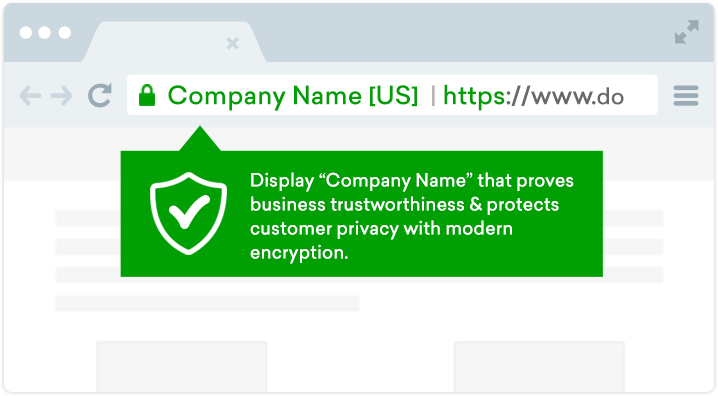 Company Name [US] | https://www.do
Display “Company Name” that proves
business trustworthiness & protects
customer privacy with modern
encryption.